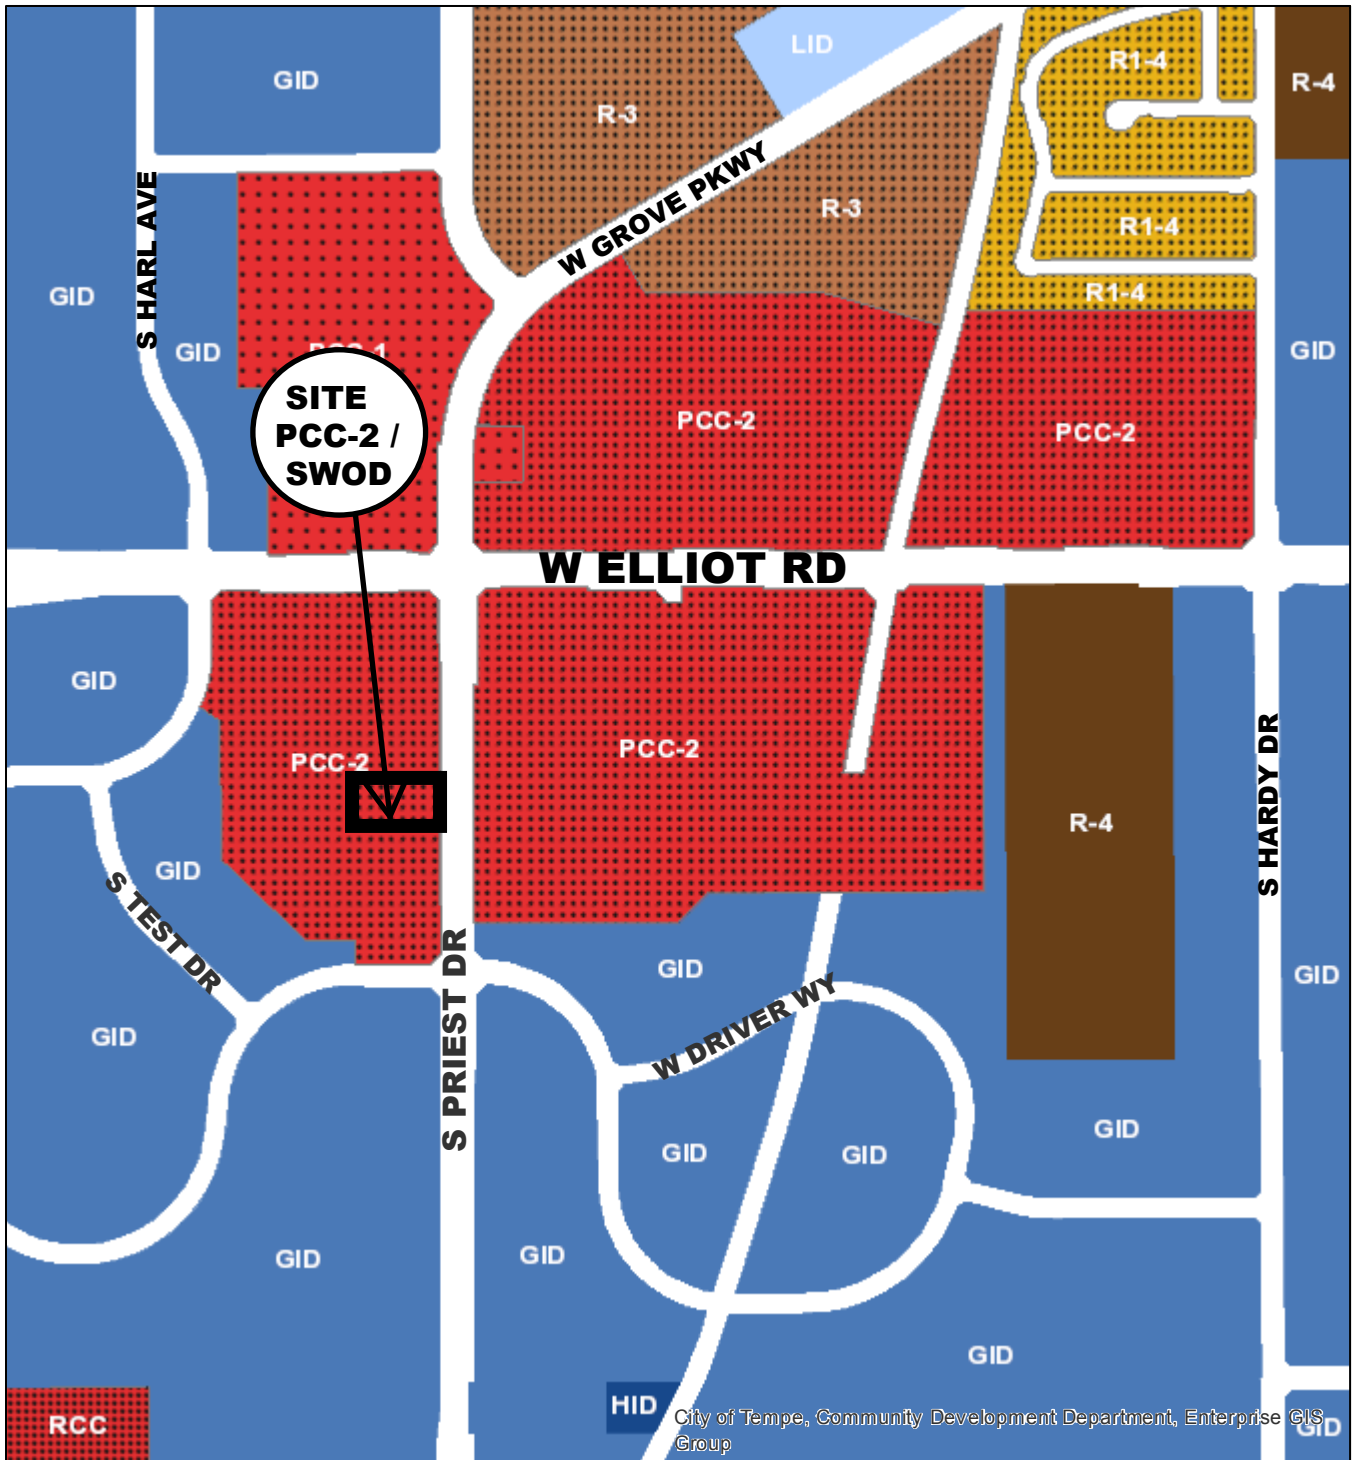 LID
R1-4
GID
R-4
R-3
W GROVE PKWY
R-3
S HARL AVE
R1-4
GID
R1-4
GID
GID
SITE
PCC-2 /
SWOD
PCC-2
PCC-2
W ELLIOT RD
GID
PCC-2
PCC-2
S HARDY DR
R-4
GID
S TEST DR
S PRIEST DR
GID
GID
W DRIVER WY
GID
GID
GID
GID
GID
GID
GID
HID
RCC
City of Tempe, Community Development Department, Enterprise GIS
Group
GID